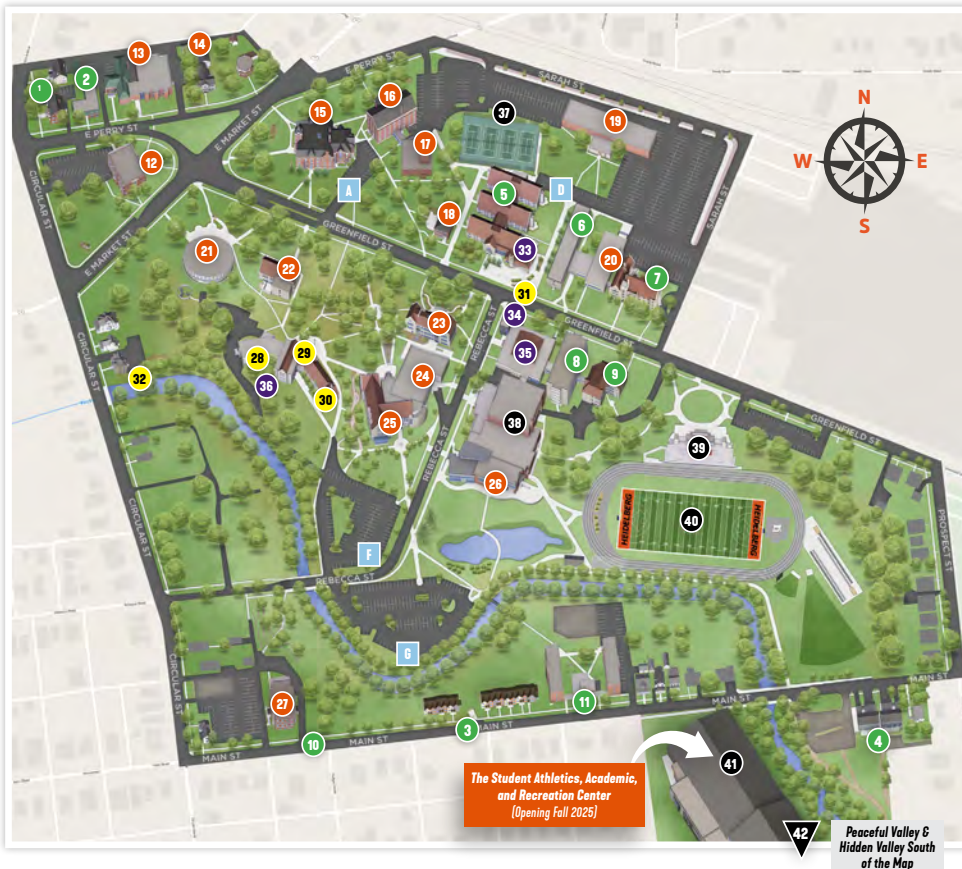 13
14
1
2
E PERRY ST
SARAH ST
E PERRY ST
16
37
15
19
N
12
E MARKET ST
17
W
E
A
5
D
S
CIRCULAR ST
18
6
SARAH ST
GREENFIELD ST
33
20
7
E MARKET ST
21
22
31
34
GREENFIELD ST
23
REBECCA ST
29
28
35
8
36
24
9
CIRCULAR ST
32
30
25
38
GREENFIELD ST
39
REBECCA ST
26
HEIDELBERG
40
HEIDELBERG
PROSPECT ST
CIRCULAR ST
F
REBECCA ST
G
CIRCULAR ST
27
11
MAIN ST
MAIN ST
3
MAIN ST
10
MAIN ST
MAIN ST
4
The Student Athletics, Academic,
and Recreation Center
(Opening Fall 2025)
41
42
Peaceful Valley &
Hidden Valley South
of the Map